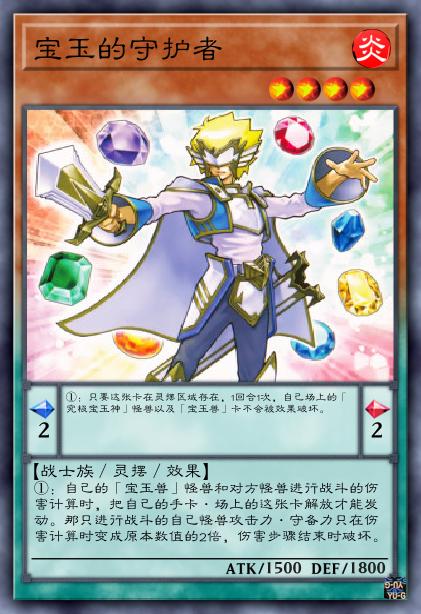 宝玉的守护者
炎
①:只要这张卡在灵摆区域存在,1回合1次,自己场上的「
究极宝玉神」怪兽以及「宝玉兽」卡不会被效果破坏。
2
2
【战士族/灵摆/效果】
①:自己的「宝玉兽」怪兽和对方怪兽进行战斗的伤
害计算时,把自己的手卡·场上的这张卡解放才能发
动。那只进行战斗的自己怪兽攻击力·守备力只在伤
害计算时变成原本数值的2倍,伤害步骤结束时破坏。
ATK/1500 DEF/1800